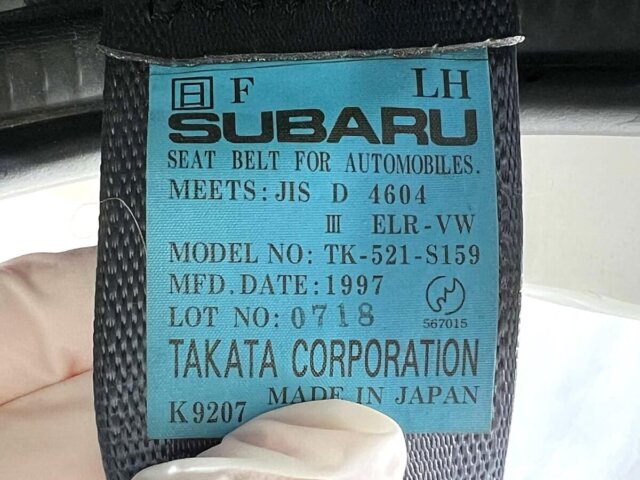 日 F LH
SUBARU
SEAT BELT FOR AUTOMOBILES.
MEETS: JIS D 4604
III ELR-VW
MODEL NO: TK-521-S159
MFD. DATE: 1997
LOT NO: 0718
567015
TAKATA CORPORATION
MADE IN JAPAN
K9207